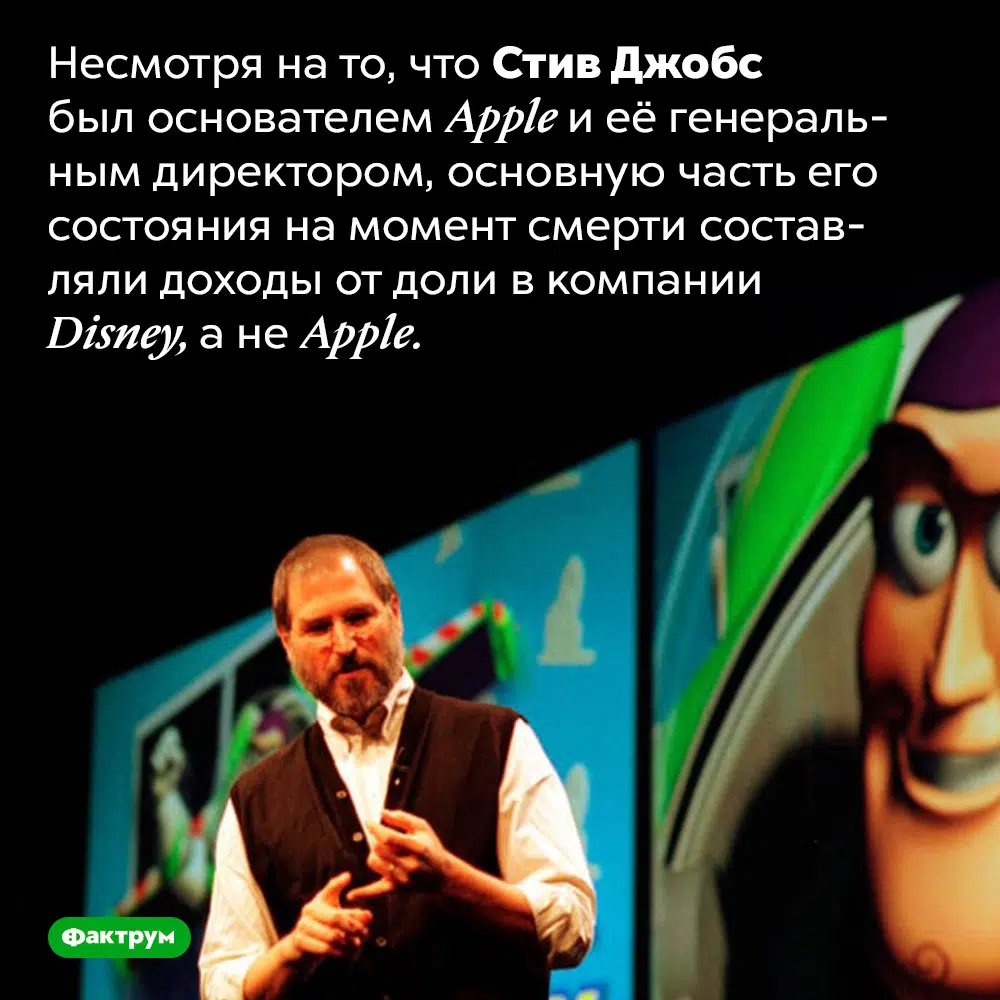 Несмотря на то, что Стив Джобс
был основателем Apple и её генераль-
ным директором, основную часть его
состояния на момент смерти состав-
ляли доходы от доли в компании
Disney, а не Apple.
Фактрум